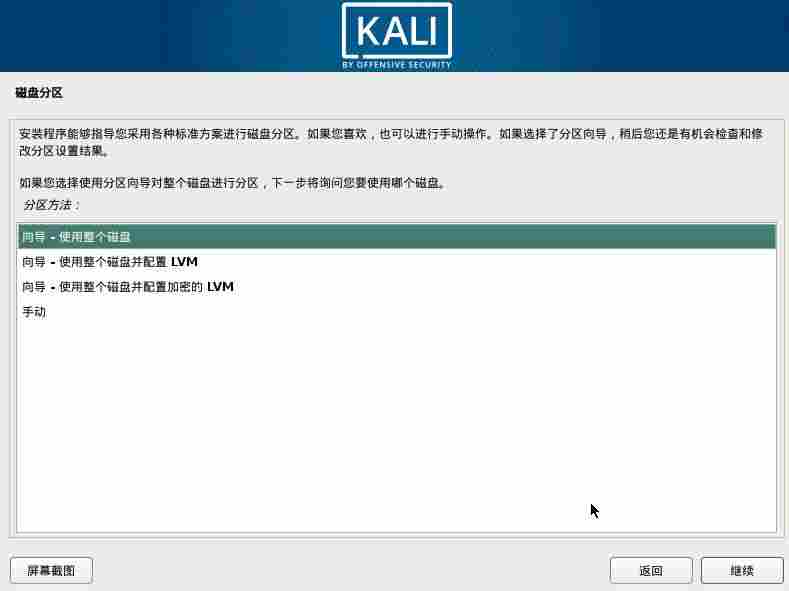 KALI
BY OFFENSIVE SECURITY
磁盘分区
安装程序能够指导您采用各种标准方案进行磁盘分区。如果您喜欢，也可以进行手动操作。如果选择了分区向导，稍后您还是有机会检查和修
改分区设置结果。
如果您选择使用分区向导对整个磁盘进行分区，下一步将询问您要使用哪个磁盘。
分区方法：
向导 - 使用整个磁盘
向导 - 使用整个磁盘并配置 LVM
向导 - 使用整个磁盘并配置加密的 LVM
手动
屏幕截图
返回
继续